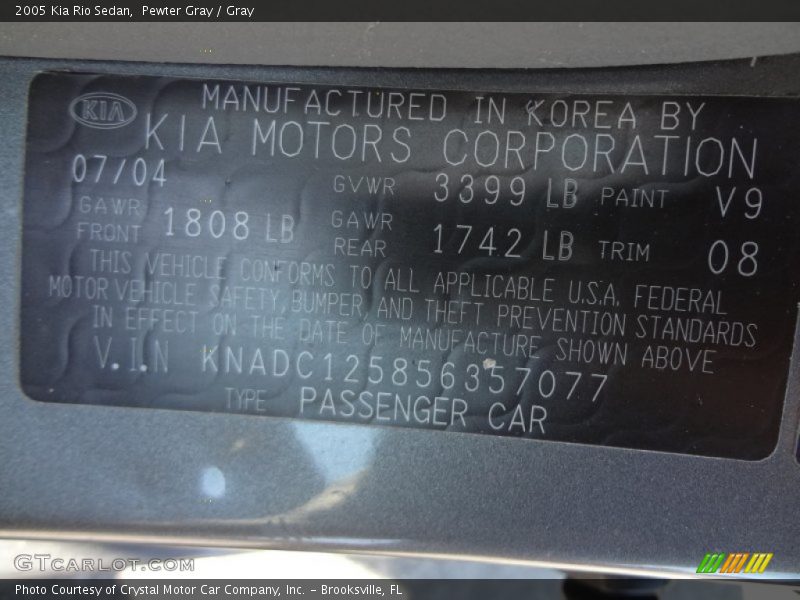 2005 Kia Rio Sedan, Pewter Gray / Gray
KIA MANUFACTURED IN KOREA BY
KIA MOTORS CORPORATION
07/04 GVWR 3399 LB PAINT V9
GAWR FRONT 1808 LB GAWR REAR 1742 LB TRIM 08
THIS VEHICLE CONFORMS TO ALL APPLICABLE U.S.A. FEDERAL
MOTOR VEHICLE SAFETY, BUMPER, AND THEFT PREVENTION STANDARDS
IN EFFECT ON THE DATE OF MANUFACTURE SHOWN ABOVE
V.I.N KNADC125856357077
TYPE PASSENGER CAR
GTCARLOT.COM
Photo Courtesy of Crystal Motor Car Company, Inc. – Brooksville, FL